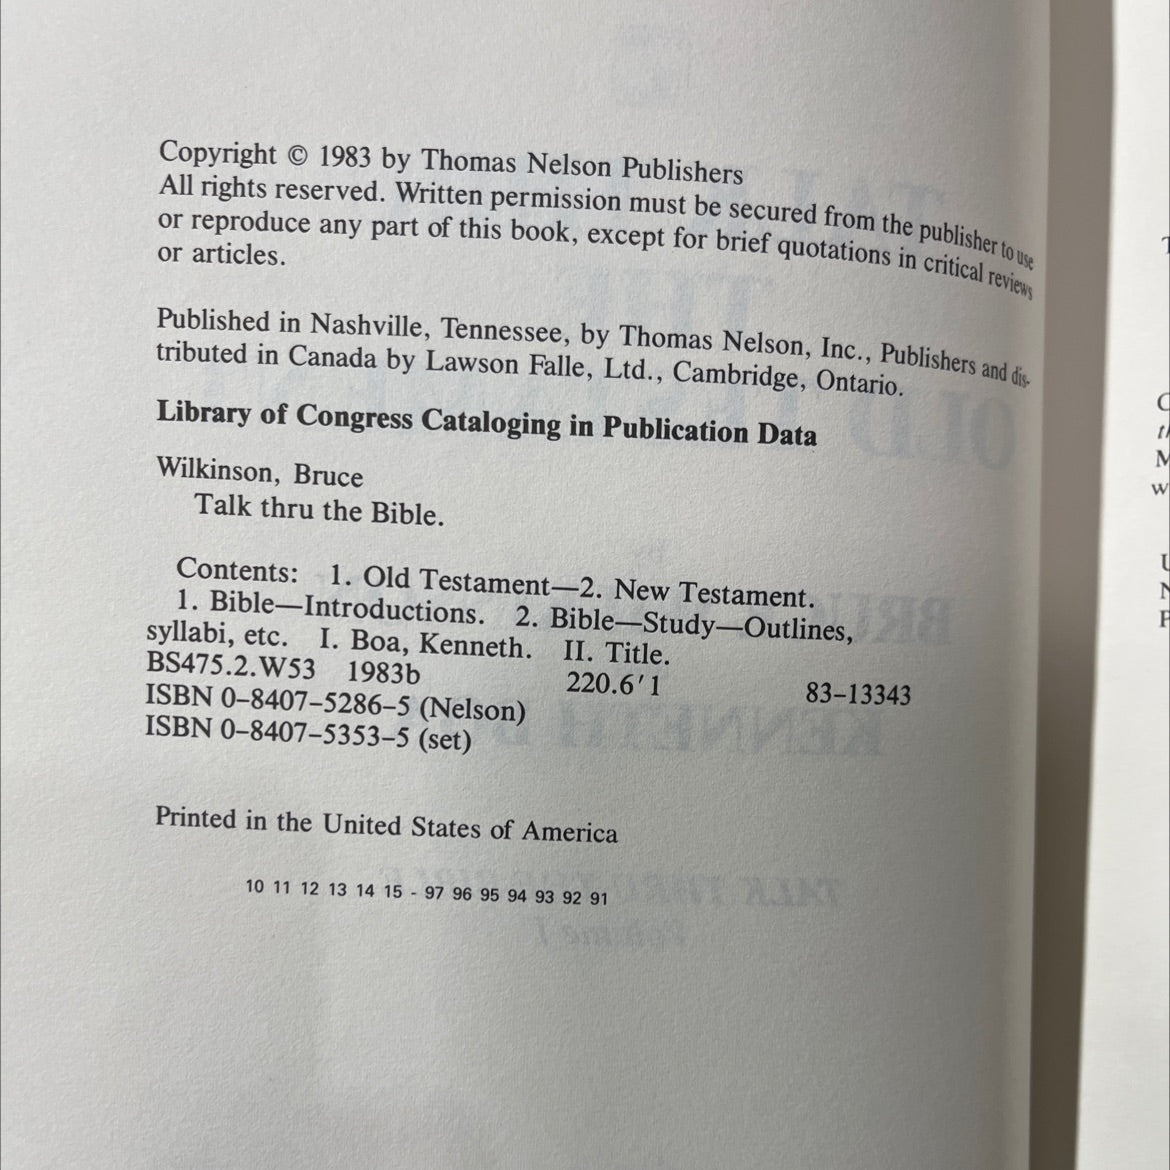 Copyright © 1983 by Thomas Nelson Publishers
All rights reserved. Written permission must be secured from the publisher to use
or reproduce any part of this book, except for brief quotations in critical reviews
or articles.
Published in Nashville, Tennessee, by Thomas Nelson, Inc., Publishers and dis-
tributed in Canada by Lawson Falle, Ltd., Cambridge, Ontario.
Library of Congress Cataloging in Publication Data
Wilkinson, Bruce
Talk thru the Bible.
Contents: 1. Old Testament—2. New Testament.
1. Bible—Introductions. 2. Bible—Study—Outlines,
syllabi, etc. I. Boa, Kenneth. II. Title.
BS475.2.W53 1983b 220.6′1 83–13343
ISBN 0–8407–5286–5 (Nelson)
ISBN 0–8407–5353–5 (set)
Printed in the United States of America
10 11 12 13 14 15 - 97 96 95 94 93 92 91